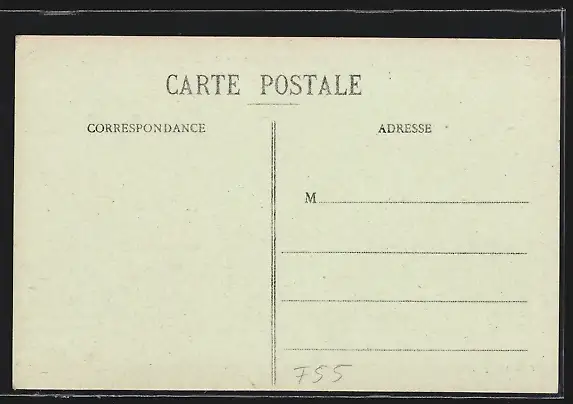 CARTE POSTALE
CORRESPONDANCE
ADRESSE
M
755